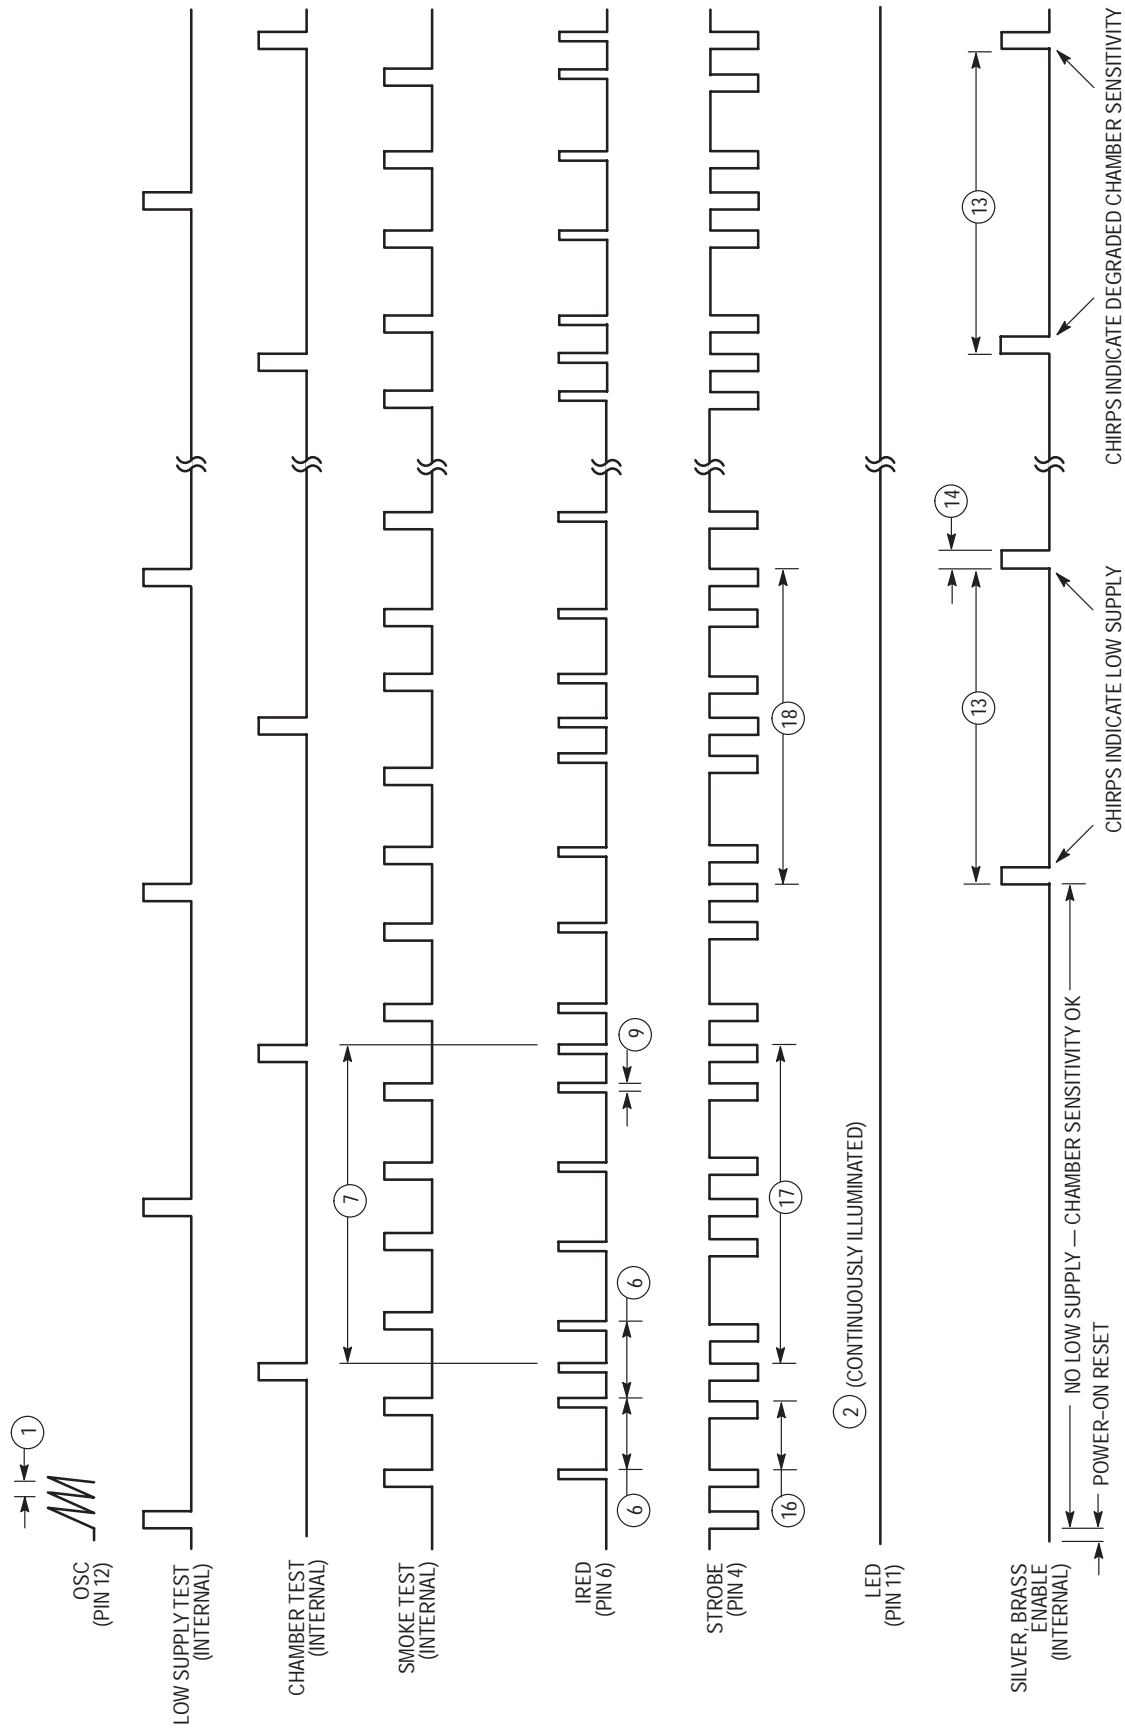 OSC
(PIN 12)
1
LOW SUPPLY TEST
(INTERNAL)
CHAMBER TEST
(INTERNAL)
7
SMOKE TEST
(INTERNAL)
IRED
(PIN 6)
6
6
9
STROBE
(PIN 4)
16
17
18
LED
(PIN 11)
2 (CONTINUOUSLY ILLUMINATED)
SILVER, BRASS
ENABLE
(INTERNAL)
13
14
13
NO LOW SUPPLY — CHAMBER SENSITIVITY OK
POWER–ON RESET
CHIRPS INDICATE LOW SUPPLY
CHIRPS INDICATE DEGRADED CHAMBER SENSITIVITY